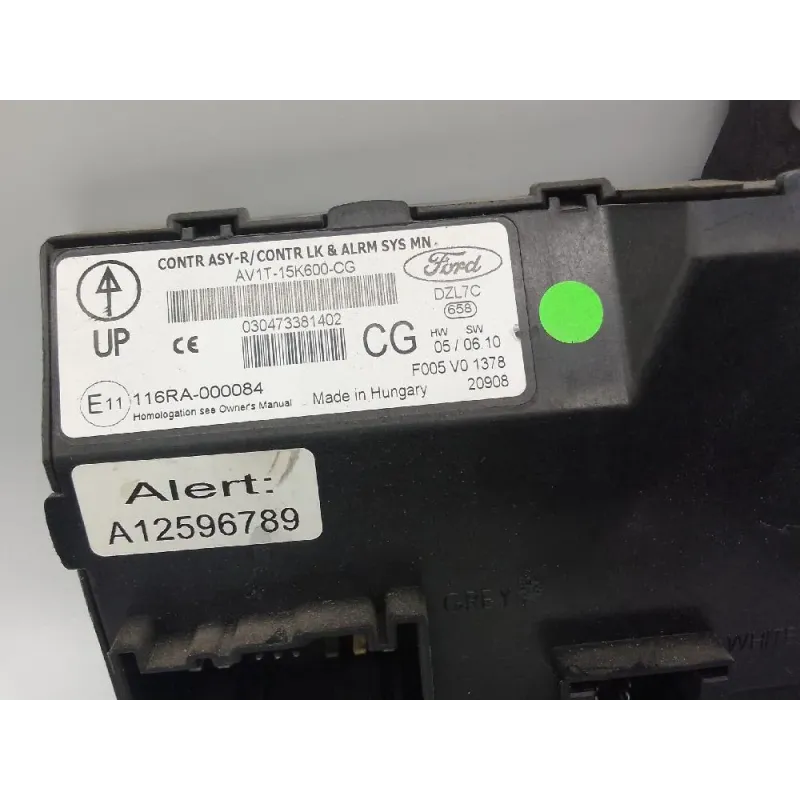 CONTR ASY-R/CONTR LK & ALRM SYS MN.
AV1T-15K600-CG
Ford
DZL7C
658
UP
CE
030473381402
CG
HW SW
05 / 06.10
F005 V0 1378
20908
E11 116RA-000084
Homologation see Owner's Manual
Made in Hungary
Alert:
A12596789
GREY
WHITE